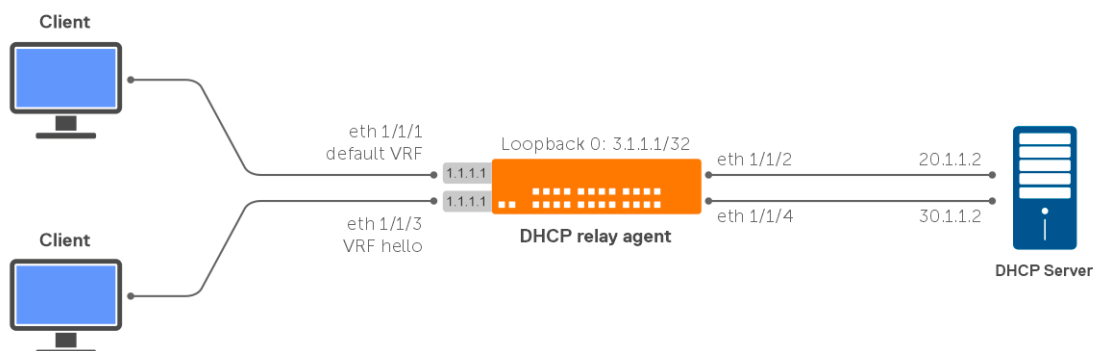 Client
eth 1/1/1
default VRF
Loopback 0: 3.1.1.1/32
1.1.1.1
1.1.1.1
eth 1/1/2
20.1.1.2
eth 1/1/3
VRF hello
DHCP relay agent
eth 1/1/4
30.1.1.2
DHCP Server
Client